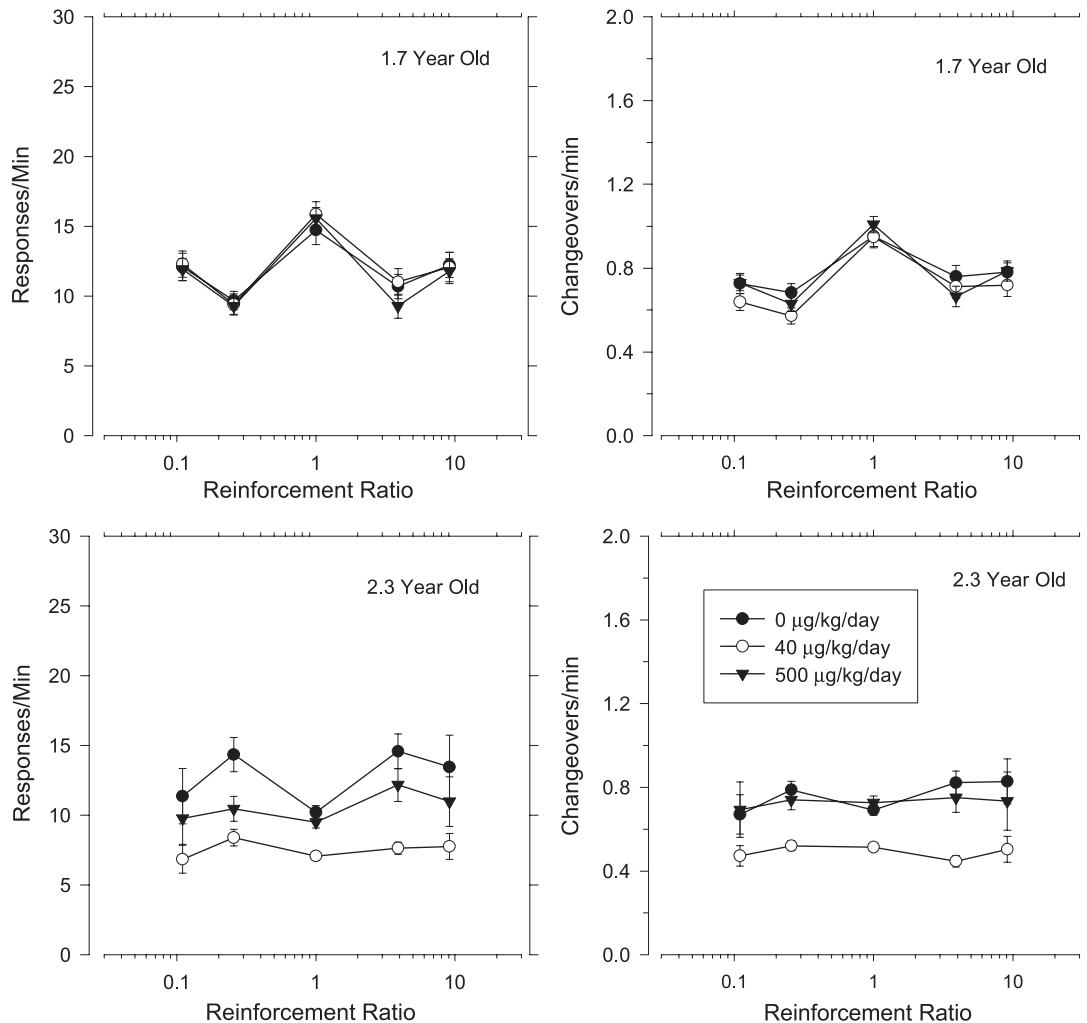 30
25
20
15
10
5
0
Responses/Min
1.7 Year Old
0.1 1 10
Reinforcement Ratio
2.0
1.6
1.2
0.8
0.4
0.0
Changeovers/min
1.7 Year Old
0.1 1 10
Reinforcement Ratio
30
25
20
15
10
5
0
Responses/Min
2.3 Year Old
0.1 1 10
Reinforcement Ratio
2.0
1.6
1.2
0.8
0.4
0.0
Changeovers/min
2.3 Year Old
0 μg/kg/day
40 μg/kg/day
500 μg/kg/day
0.1 1 10
Reinforcement Ratio